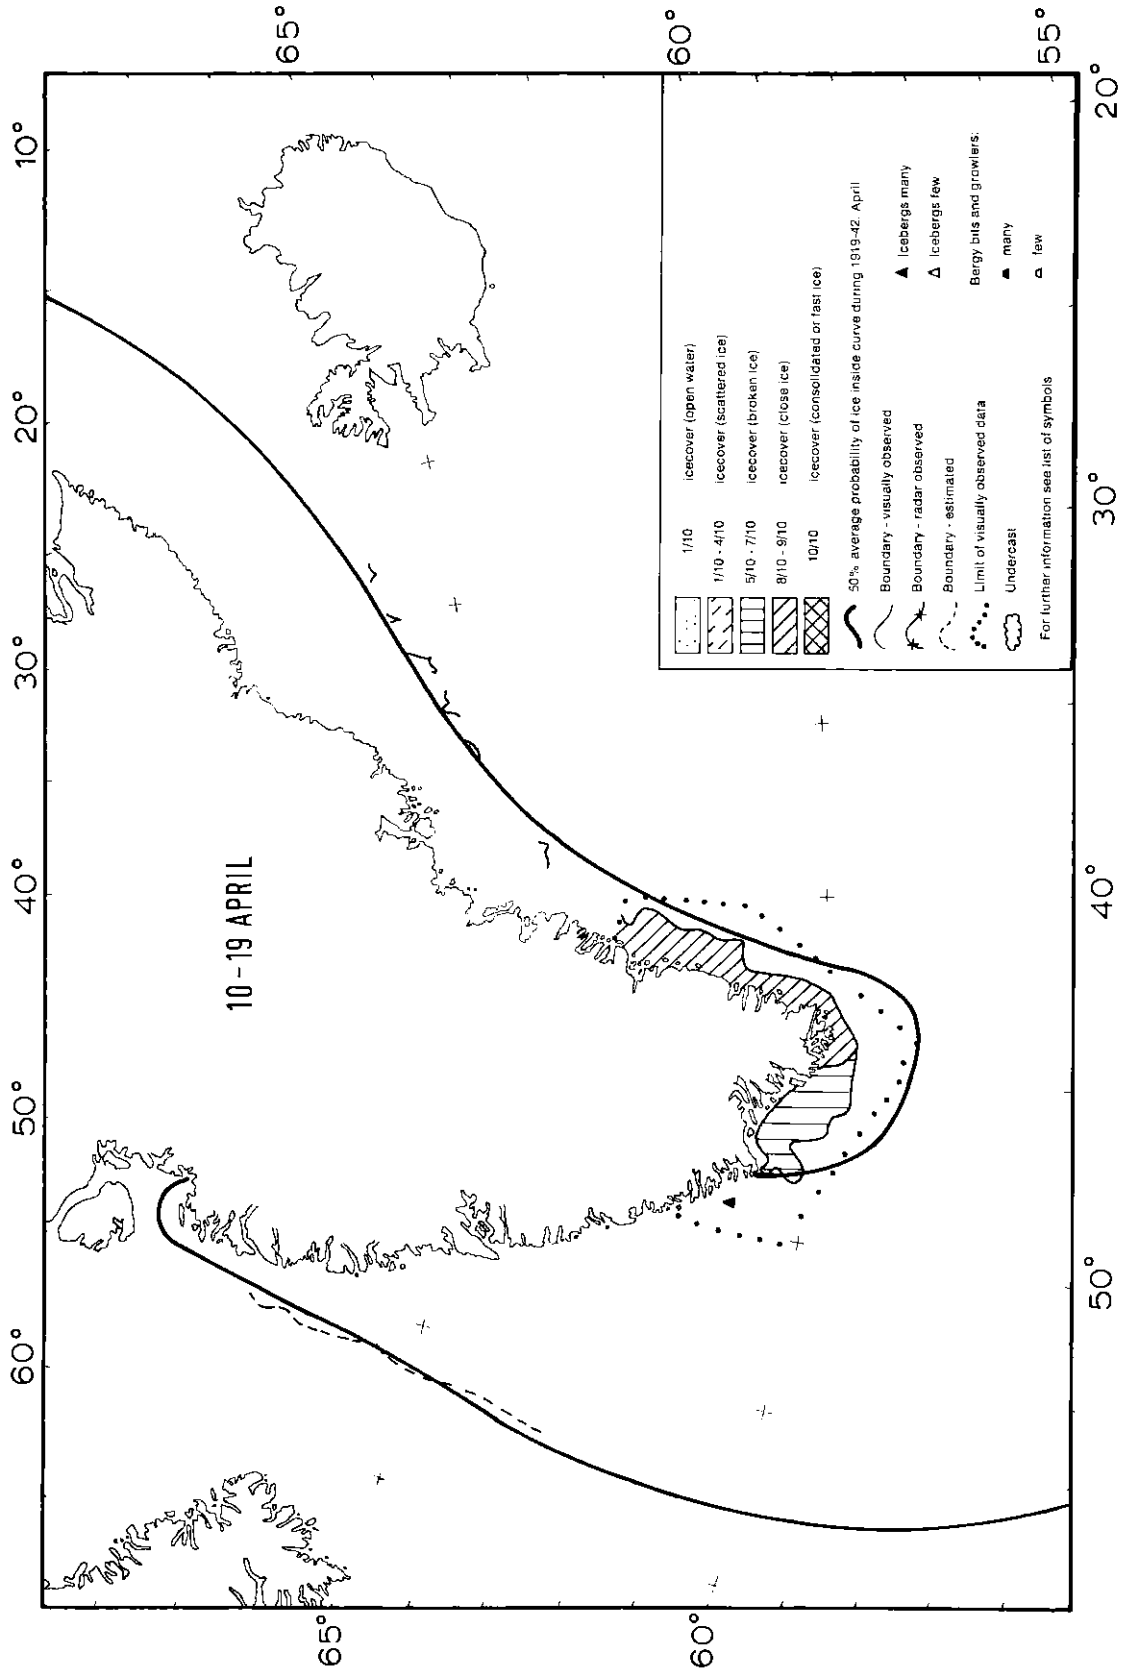 10-19 APRIL
10°
20°
30°
40°
50°
60°
65°
60°
55°
20°
30°
40°
50°
65°
60°
1/10 icecover (open water)
1/10 - 4/10 icecover (scattered ice)
5/10 - 7/10 icecover (broken ice)
8/10 - 9/10 icecover (close ice)
10/10 icecover (consolidated or fast ice)
50% average probability of ice inside curve during 1919-42. April
Boundary - visually observed
Boundary - radar observed
Boundary - estimated
Limit of visually observed data
Undercast
Icebergs many
Icebergs few
Bergy bits and growlers:
many
few
For further information see list of symbols